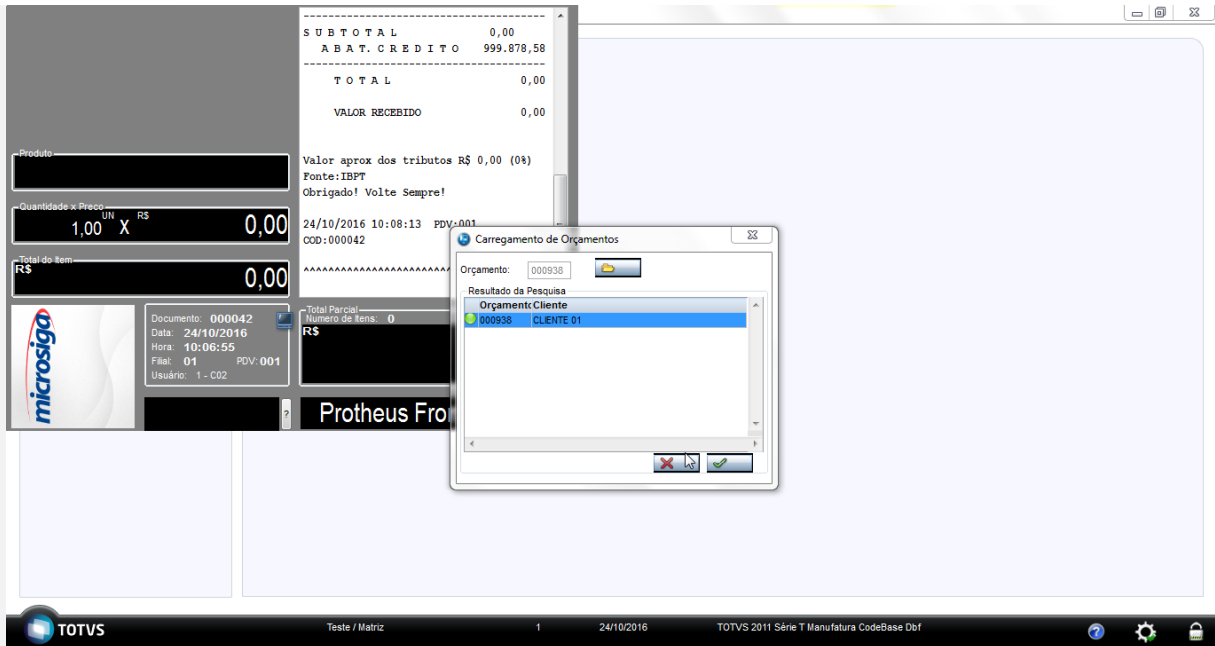 SUBTOTAL 0,00
ABAT.CREDITO 999.878,58
TOTAL 0,00
VALOR RECEBIDO 0,00
Valor aprox dos tributos R$ 0,00 (0%)
Fonte:IBPT
Obrigado! Volte Sempre!
24/10/2016 10:08:13 PDV:001
COD:000042
Produto
Quantidade x Preco
1,00 UN X R$ 0,00
Total do Item
R$ 0,00
microsiga
Documento: 000042
Data: 24/10/2016
Hora: 10:06:55
Filial: 01 PDV: 001
Usuário: 1 - C02
?
Total Parcial
Numero de Itens: 0
R$
Protheus Fro
Carregamento de Orçamentos
Orçamento: 000938
Resultado da Pesquisa
Orçamento Cliente
000938 CLIENTE 01
TOTVS
Teste / Matriz 1 24/10/2016 TOTVS 2011 Série T Manufatura CodeBase Dbf
?